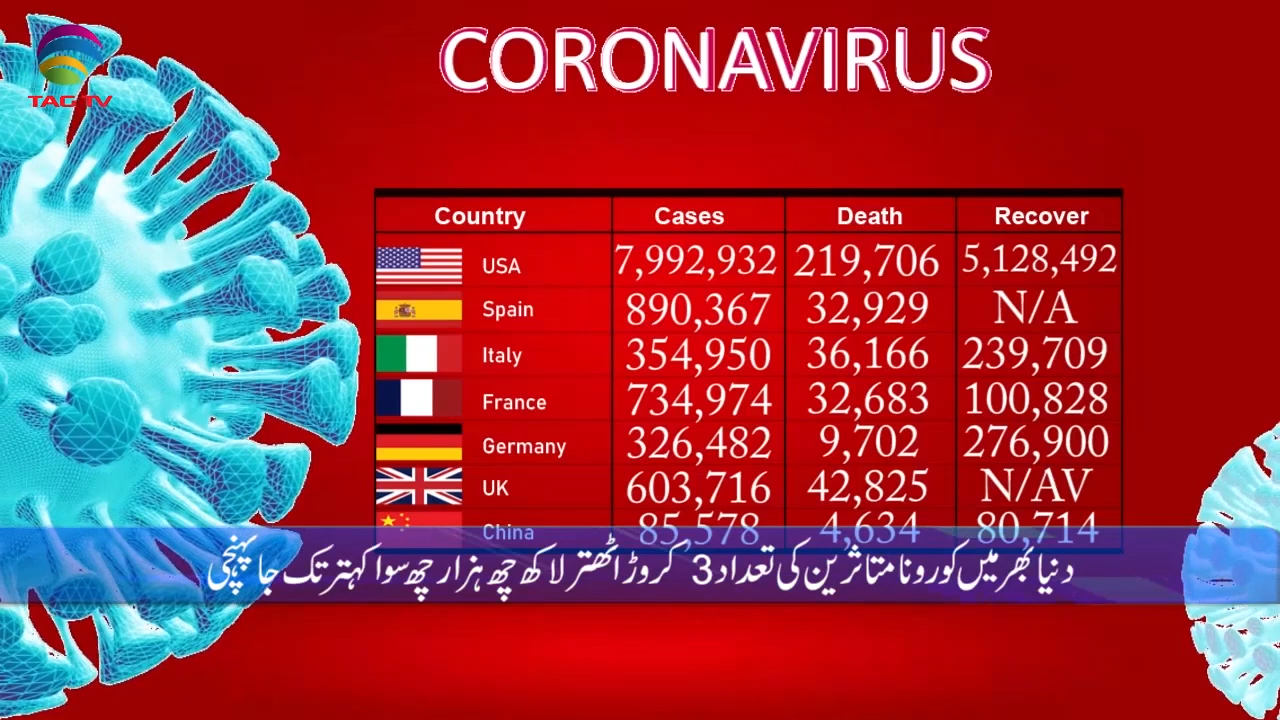 CORONAVIRUS
TAG TV
Country Cases Death Recover
USA 7,992,932 219,706 5,128,492
Spain 890,367 32,929 N/A
Italy 354,950 36,166 239,709
France 734,974 32,683 100,828
Germany 326,482 9,702 276,900
UK 603,716 42,825 N/AV
China 85,578 4,634 80,714
دنیا بھر میں کورونا متاثرین کی تعداد 3 کروڑ اٹھتر لاکھ چھ ہزار چھ سو اکہتر تک جا پہنچی